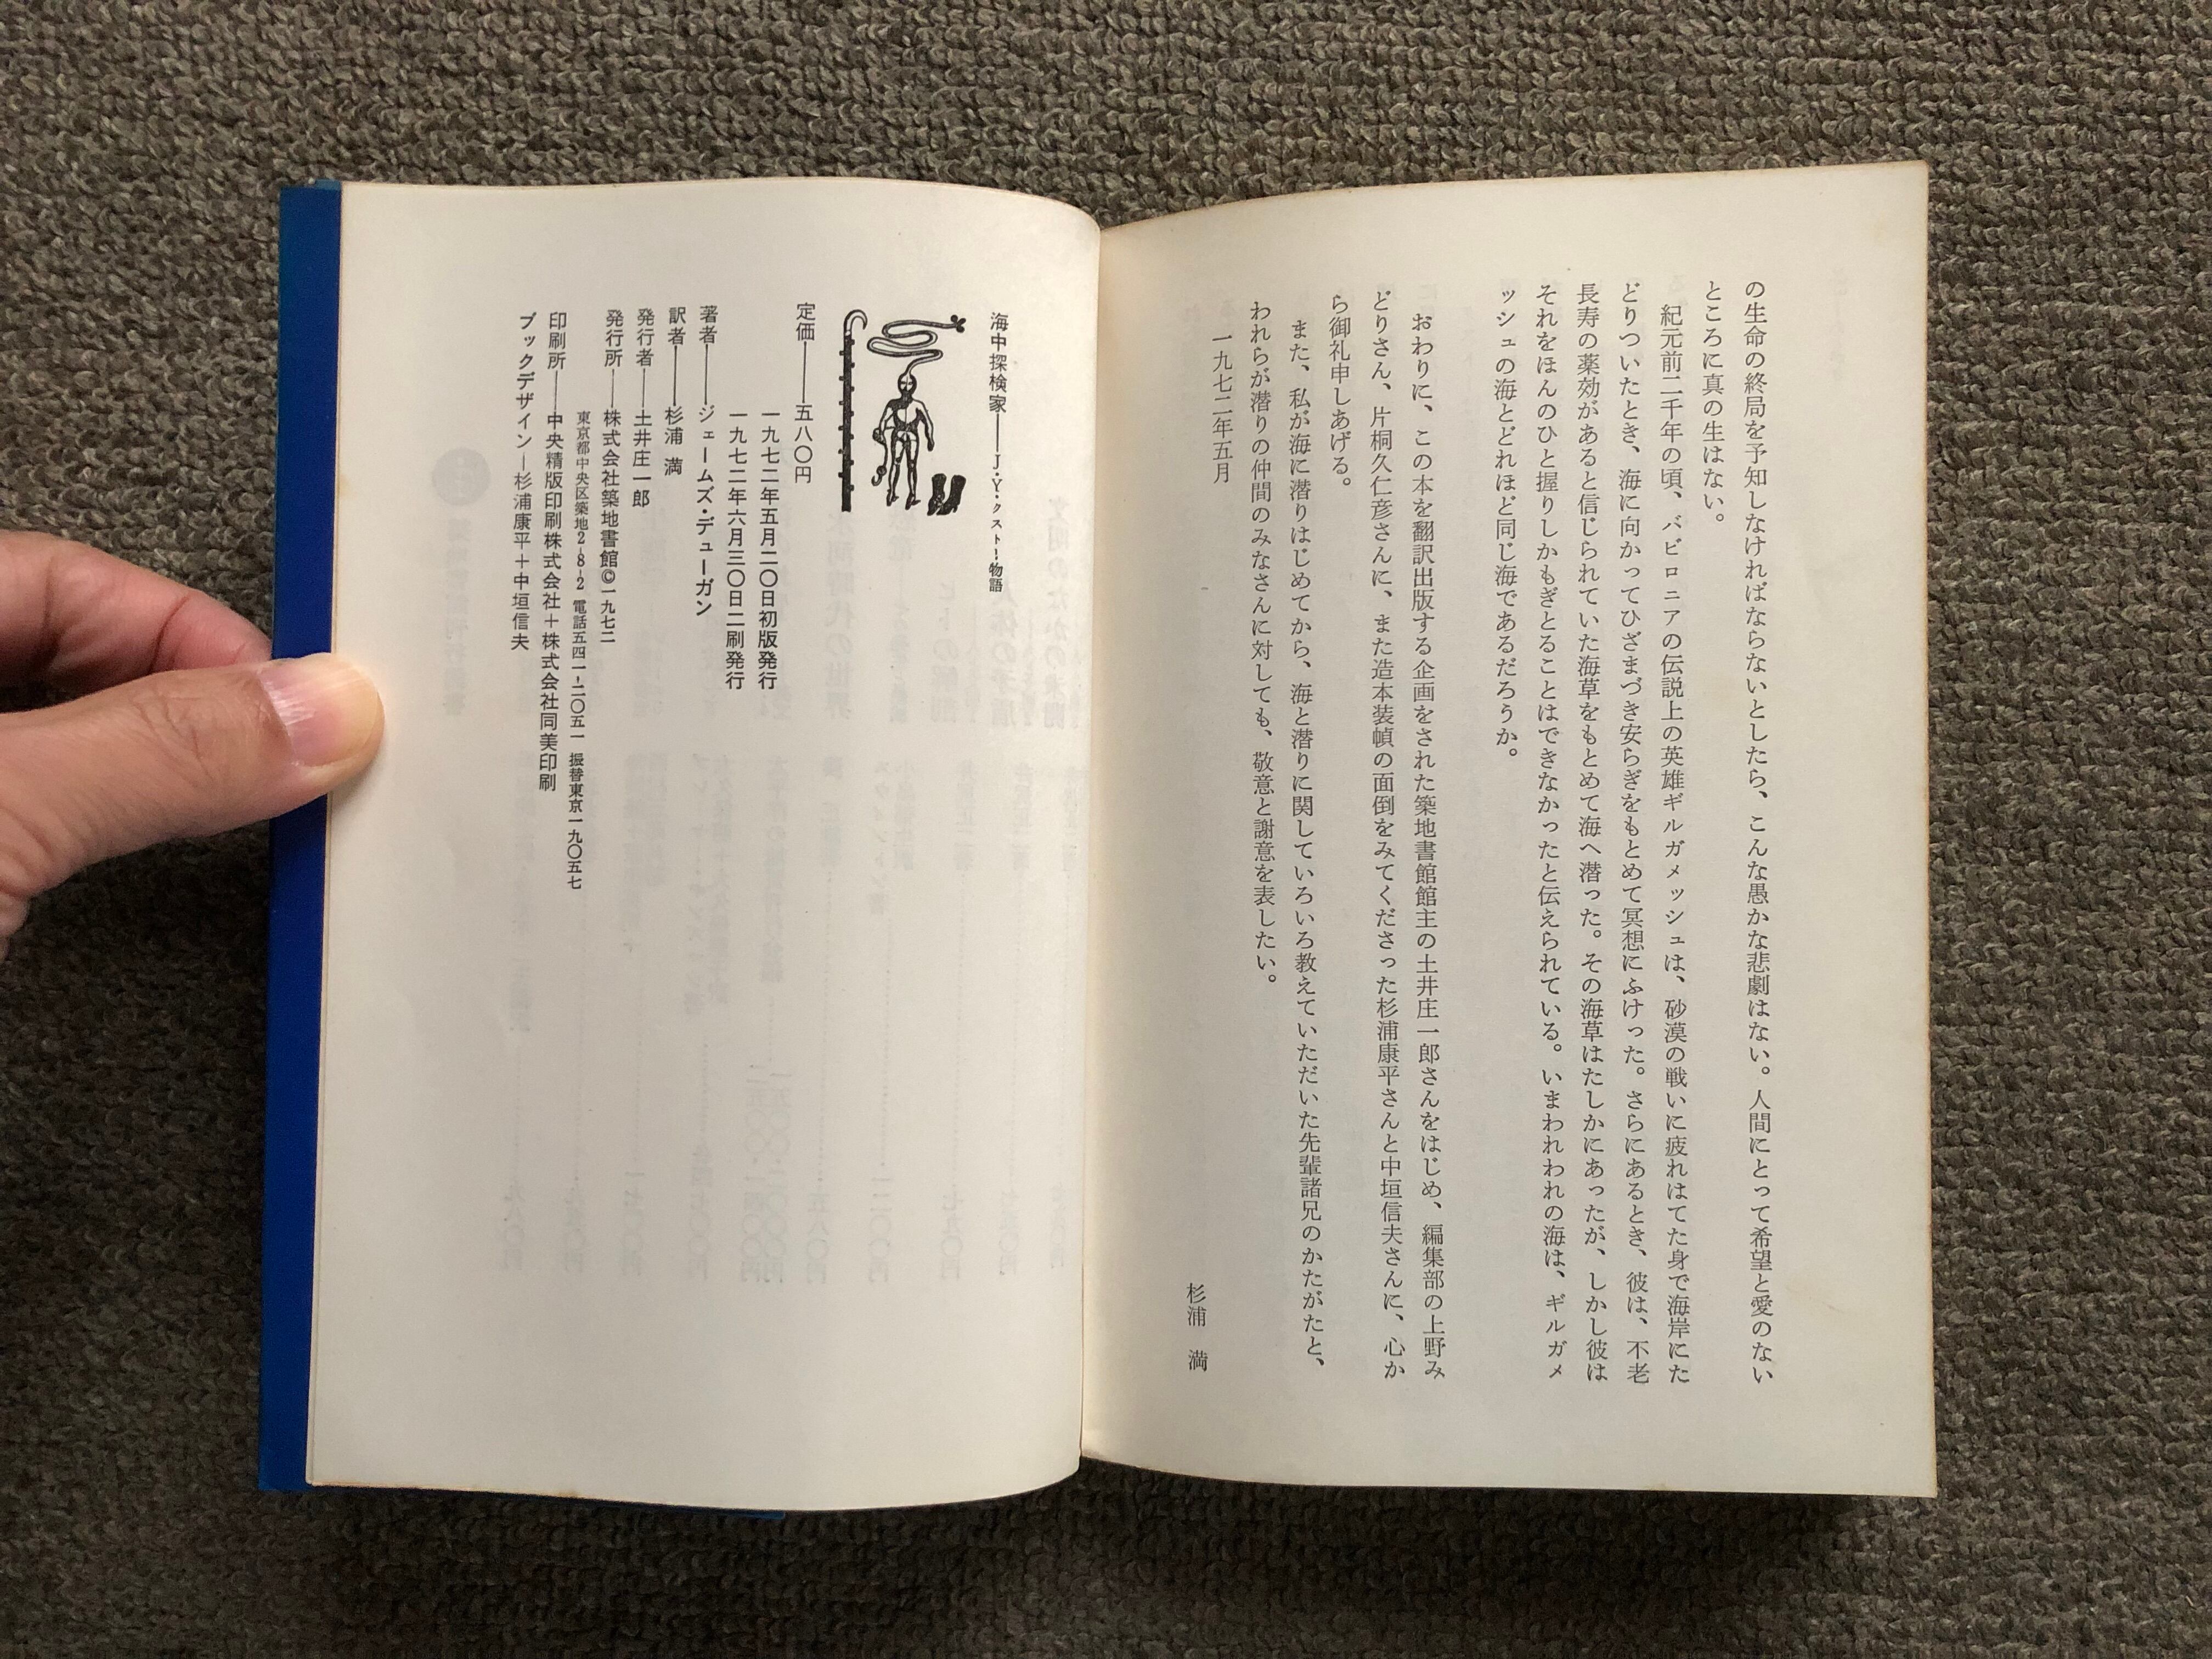 の生命の終局を予知しなければならないとしたら、こんな愚かな悲劇はない。人間にとって希望と愛のない
ところに真の生はない。
紀元前二千年の頃、バビロニアの伝説上の英雄ギルガメッシュは、砂漠の戦いに疲れはてた身で海岸にた
どりついたとき、海に向かってひざまづき安らぎをもとめて冥想にふけった。さらにあるとき、彼は、不老
長寿の薬効があると信じられていた海草をもとめて海へ潜った。その海草はたしかにあったが、しかし彼は
それをほんのひと握りしかもぎとることはできなかったと伝えられている。いまわれわれの海は、ギルガメ
ッシュの海とどれほど同じ海であるだろうか。
おわりに、この本を翻訳出版する企画をされた築地書館館主の土井庄一郎さんをはじめ、編集部の上野み
どりさん、片桐久仁彦さんに、また造本装幀の面倒をみてくださった杉浦康平さんと中垣信夫さんに、心か
ら御礼申しあげる。
また、私が海に潜りはじめてから、海と潜りに関していろいろ教えていただいた先輩諸兄のかたがたと、
われらが潜りの仲間のみなさんに対しても、敬意と謝意を表したい。
一九七二年五月
杉浦 満
海中探検家——J・Y・クストー物語
定価——五八〇円
一九七二年五月二〇日初版発行
一九七二年六月三〇日二刷発行
著者——ジェームズ・デューガン
訳者——杉浦 満
発行者——土井庄一郎
発行所——株式会社築地書館©一九七二
東京都中央区築地2-8-2 電話五四一-二〇五一 振替東京一九〇五七
印刷所——中央精版印刷株式会社+株式会社同美印刷
ブックデザイン—杉浦康平+中垣信夫